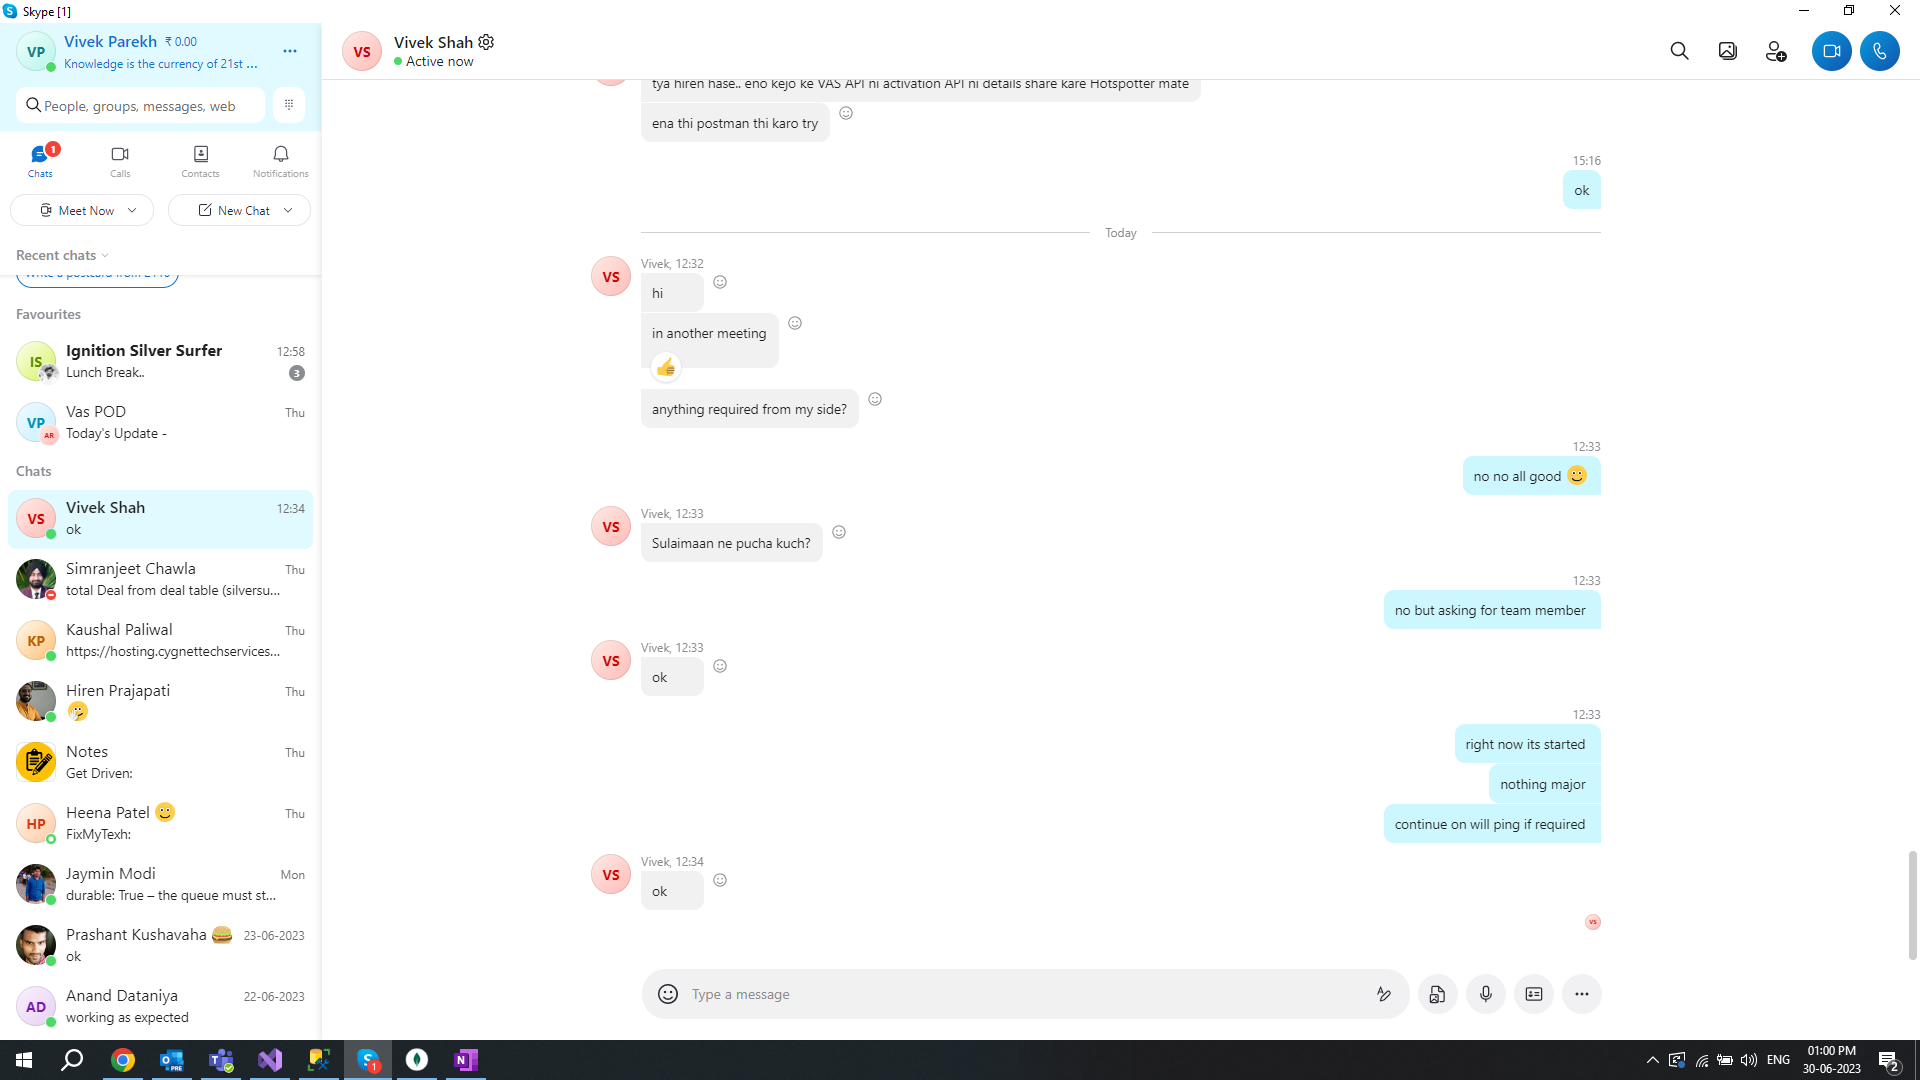 Skype [1]
VP
Vivek Parekh
₹ 0.00
Knowledge is the currency of 21st ...
People, groups, messages, web
Chats
1
Calls
Contacts
Notifications
Meet Now
New Chat
Recent chats
Favourites
IS
Ignition Silver Surfer
12:58
Lunch Break..
3
VP
AR
Vas POD
Thu
Today's Update -
Chats
VS
Vivek Shah
12:34
ok
Simranjeet Chawla
Thu
total Deal from deal table (silversu...
KP
Kaushal Paliwal
Thu
https://hosting.cygnettechservices...
Hiren Prajapati
Thu
Notes
Thu
Get Driven:
HP
Heena Patel
Thu
FixMyTexh:
Jaymin Modi
Mon
durable: True – the queue must st...
Prashant Kushavaha
23-06-2023
ok
AD
Anand Dataniya
22-06-2023
working as expected
VS
Vivek Shah
Active now
tya hiren hase.. eno kejo ke VAS API ni activation API ni details share kare Hotspotter mate
ena thi postman thi karo try
15:16
ok
Today
VS
Vivek, 12:32
hi
in another meeting
anything required from my side?
12:33
no no all good
VS
Vivek, 12:33
Sulaimaan ne pucha kuch?
12:33
no but asking for team member
VS
Vivek, 12:33
ok
12:33
right now its started
nothing major
continue on will ping if required
VS
Vivek, 12:34
ok
VS
Type a message
PRE
1
ENG
01:00 PM
30-06-2023
2